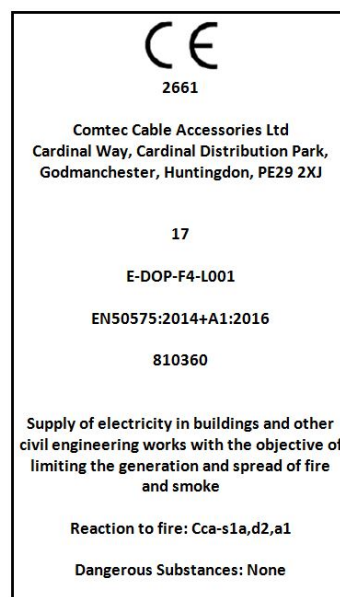 CE
2661
Comtec Cable Accessories Ltd
Cardinal Way, Cardinal Distribution Park,
Godmanchester, Huntingdon, PE29 2XJ
17
E-DOP-F4-L001
EN50575:2014+A1:2016
810360
Supply of electricity in buildings and other
civil engineering works with the objective of
limiting the generation and spread of fire
and smoke
Reaction to fire: Cca-s1a,d2,a1
Dangerous Substances: None